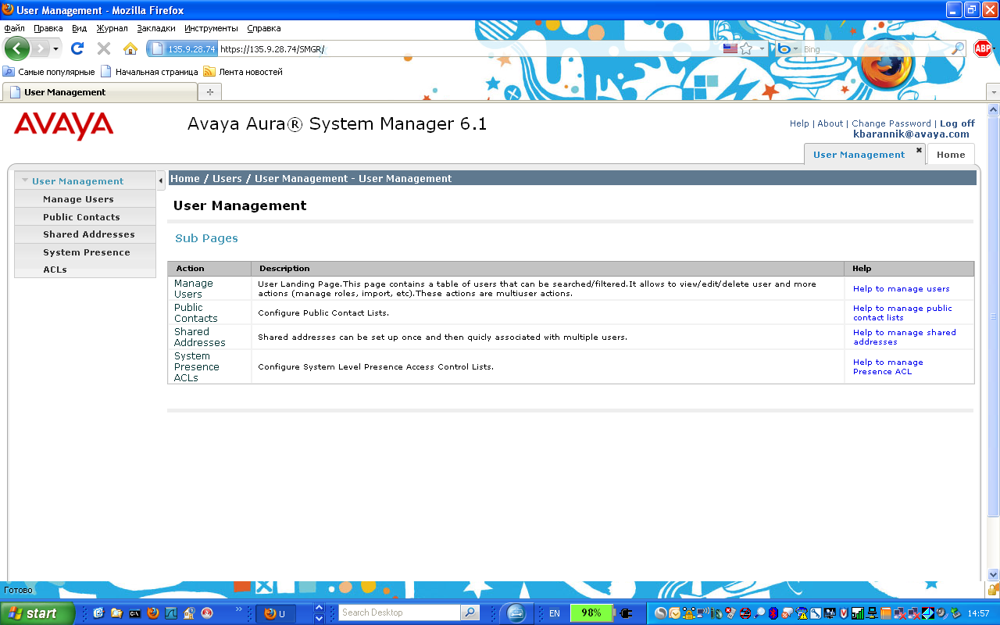 User Management - Mozilla Firefox
Файл Правка Вид Журнал Закладки Инструменты Справка
135.9.28.74 https://135.9.28.74/SMGR/
Bing
ABP
Самые популярные Начальная страница Лента новостей
User Management
AVAYA
Avaya Aura® System Manager 6.1
Help | About | Change Password | Log off
kbarannik@avaya.com
User Management Home
User Management
Manage Users
Public Contacts
Shared Addresses
System Presence
ACLs
Home / Users / User Management - User Management
User Management
Sub Pages
Action Description Help
Manage Users
User Landing Page.This page contains a table of users that can be searched/filtered.It allows to view/edit/delete user and more
actions (manage roles, import, etc).These actions are multiuser actions.
Help to manage users
Public
Contacts
Configure Public Contact Lists.
Help to manage public
contact lists
Shared
Addresses
Shared addresses can be set up once and then quicly associated with multiple users.
Help to manage shared
addresses
System
Presence
ACLs
Configure System Level Presence Access Control Lists.
Help to manage
Presence ACL
Готово
start
U
Search Desktop
EN
98%
14:57